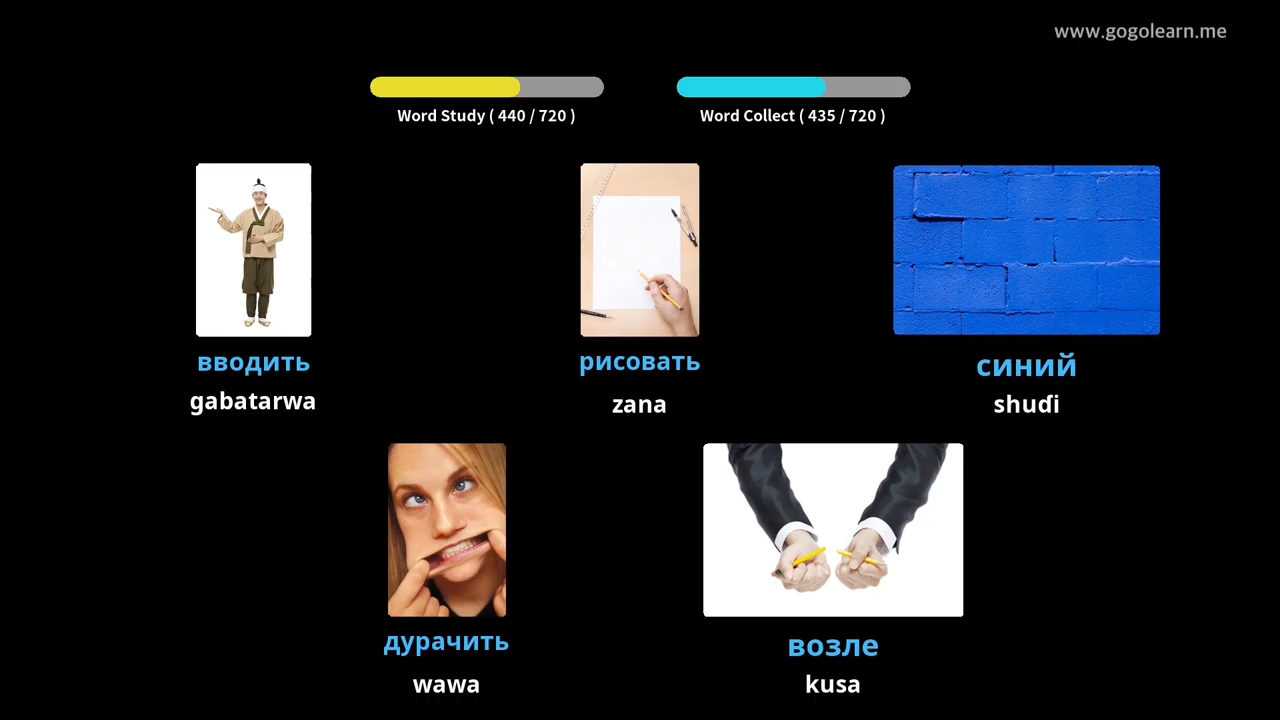 www.gogolearn.me
Word Study ( 440 / 720 )
Word Collect ( 435 / 720 )
вводить
gabatarwa
рисовать
zana
синий
shuɗi
дурачить
wawa
возле
kusa